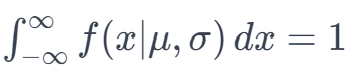 ∫_{-∞}^{∞} f(x|μ, σ) dx = 1